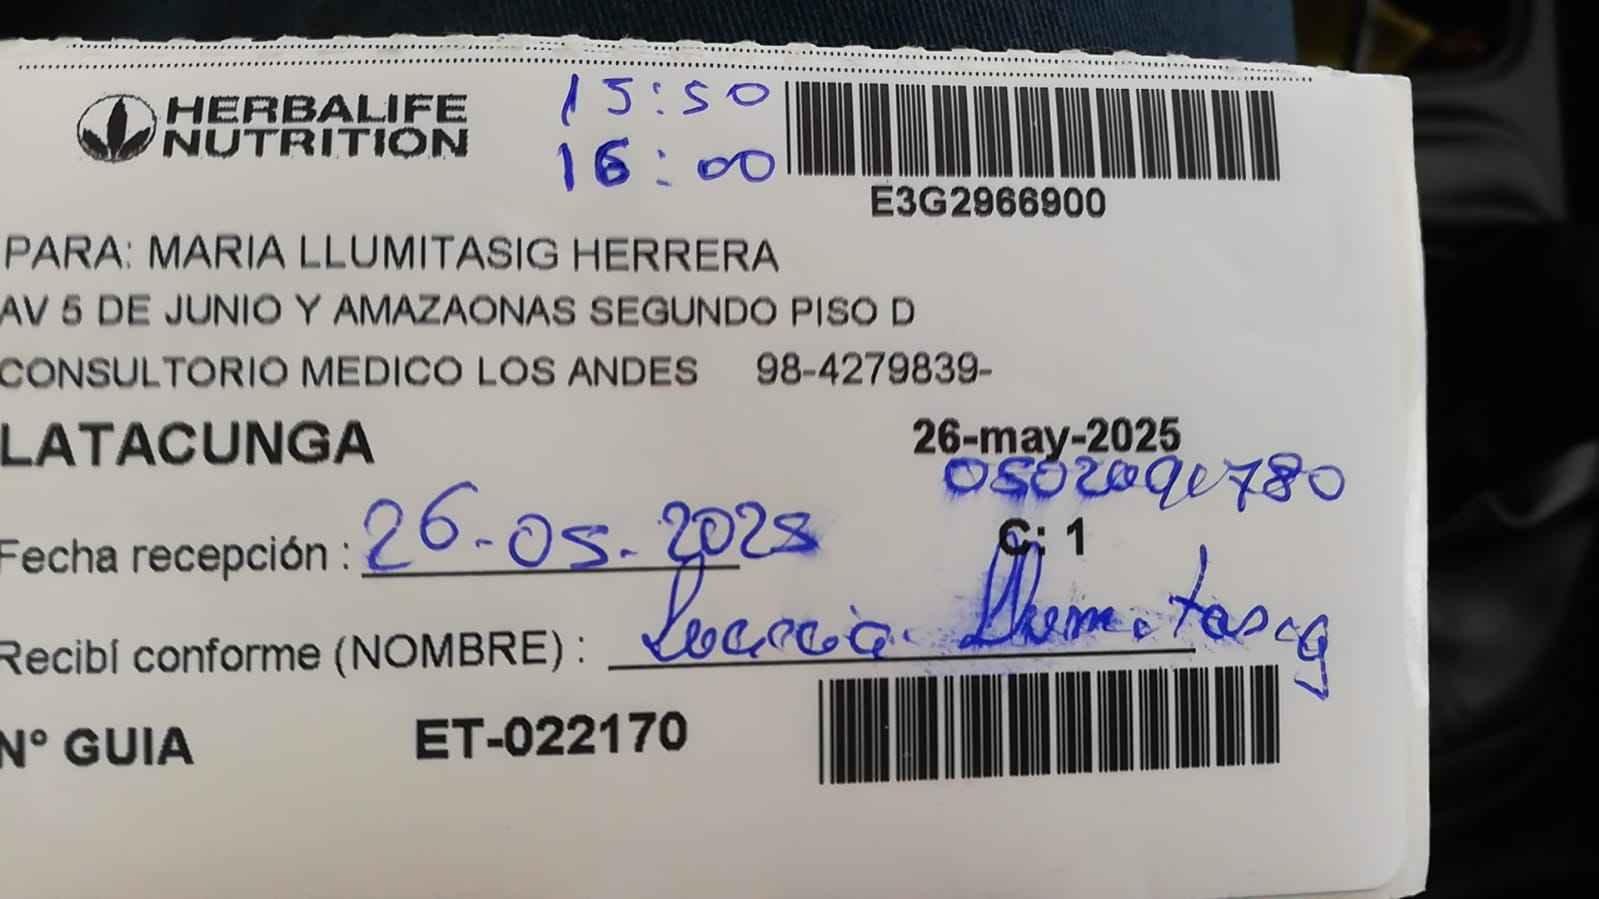 HERBALIFE
NUTRITION
15:50
16:00
E3G2966900
PARA: MARIA LLUMITASIG HERRERA
AV 5 DE JUNIO Y AMAZAONAS SEGUNDO PISO D
CONSULTORIO MEDICO LOS ANDES 98-4279839-
LATACUNGA
26-may-2025
C: 1
Fecha recepción : 26-05-2025
Recibí conforme (NOMBRE) : Llumitasig
N° GUIA ET-022170